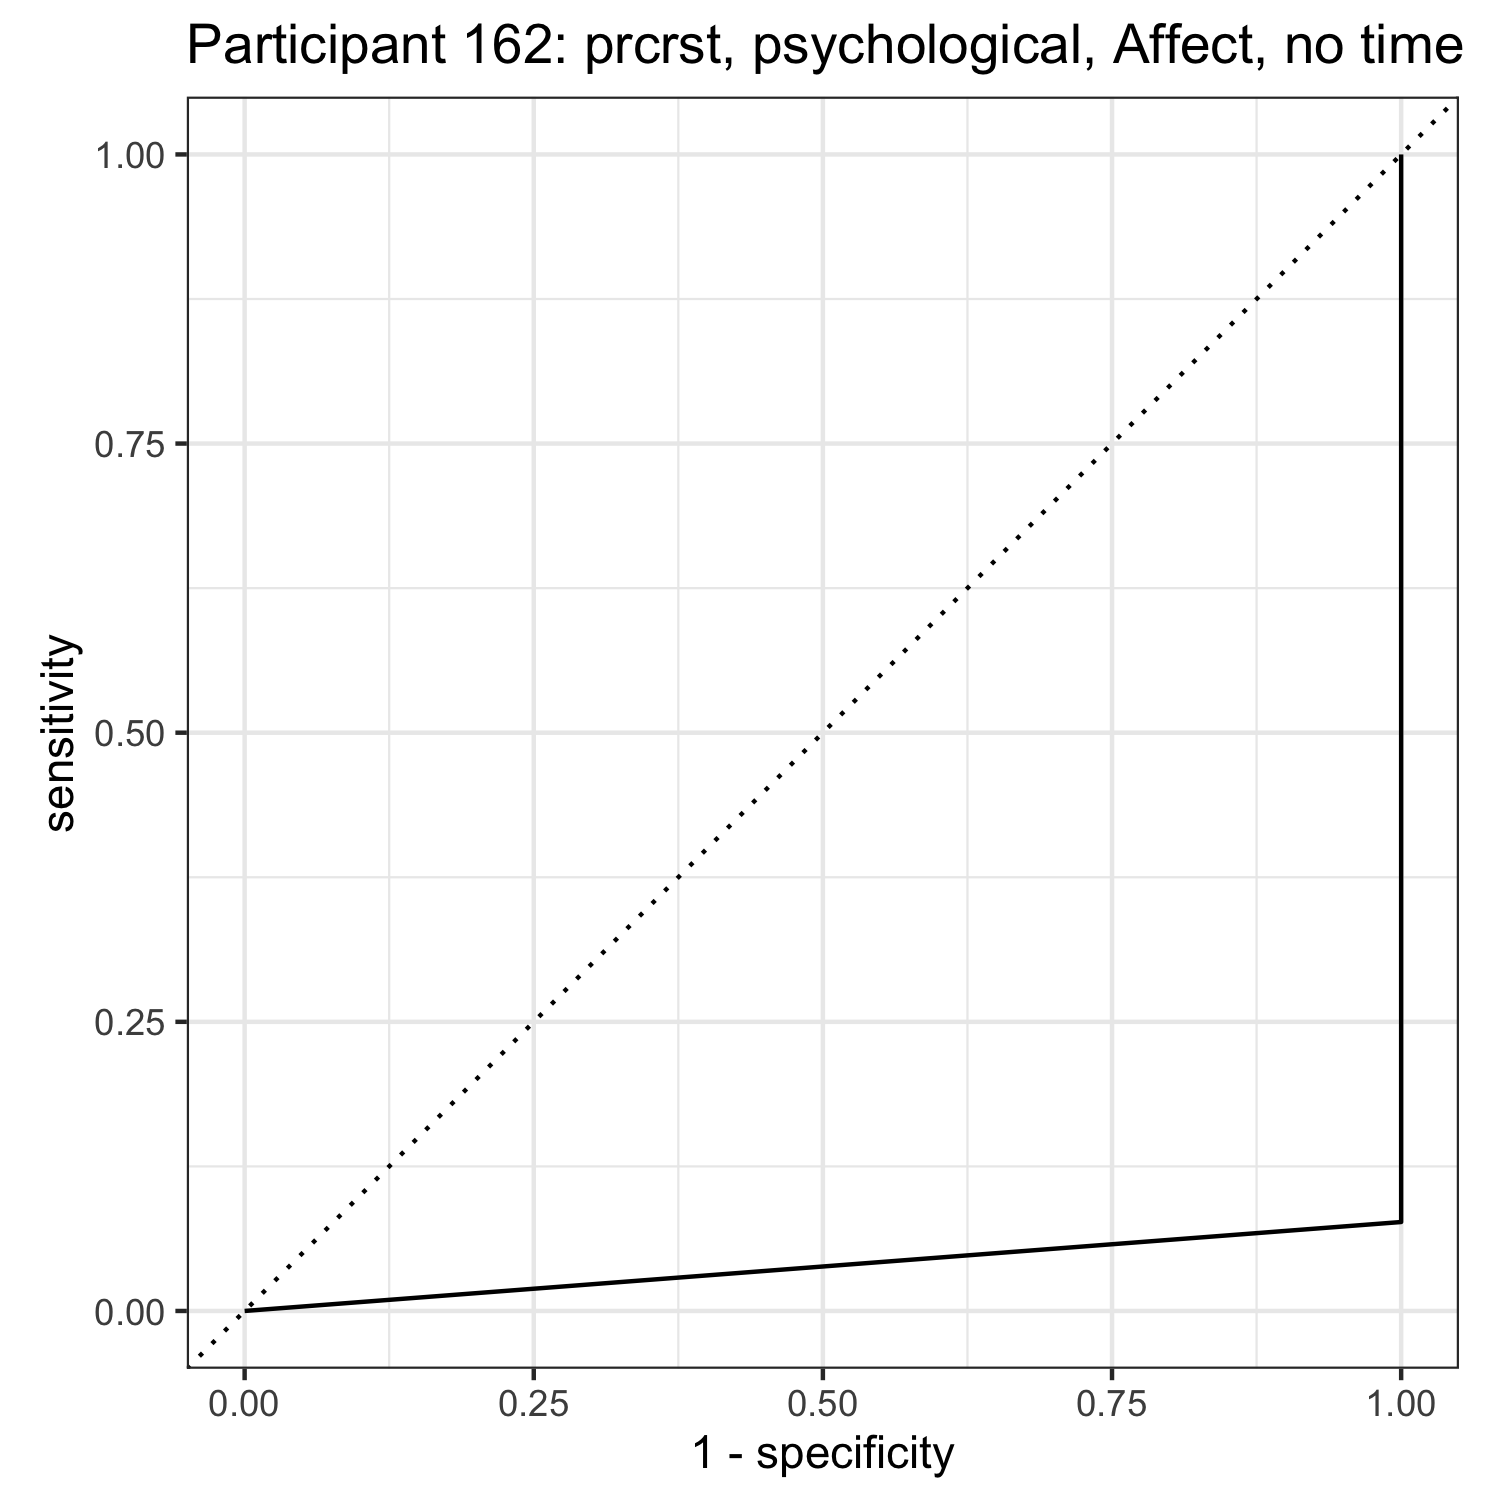 Participant 162: prcrst, psychological, Affect, no time
1.00
0.75
0.50
0.25
0.00
sensitivity
0.00 0.25 0.50 0.75 1.00
1 - specificity